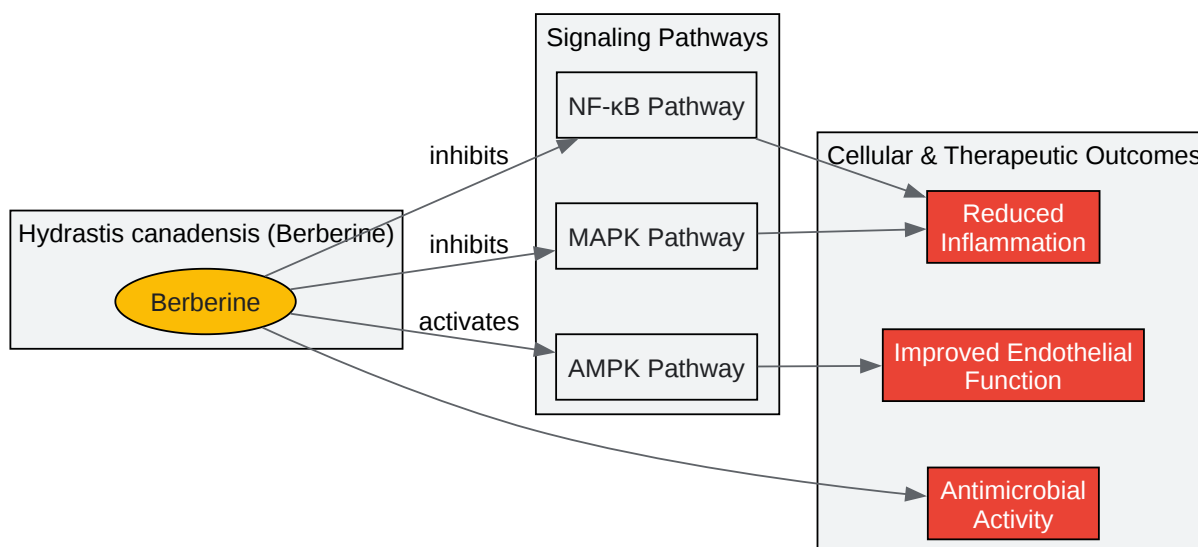 Signaling Pathways
NF-κB Pathway
inhibits
Cellular & Therapeutic Outcomes
Reduced
Inflammation
Hydrastis canadensis (Berberine)
inhibits
MAPK Pathway
Berberine
activates
AMPK Pathway
Improved Endothelial
Function
Antimicrobial
Activity